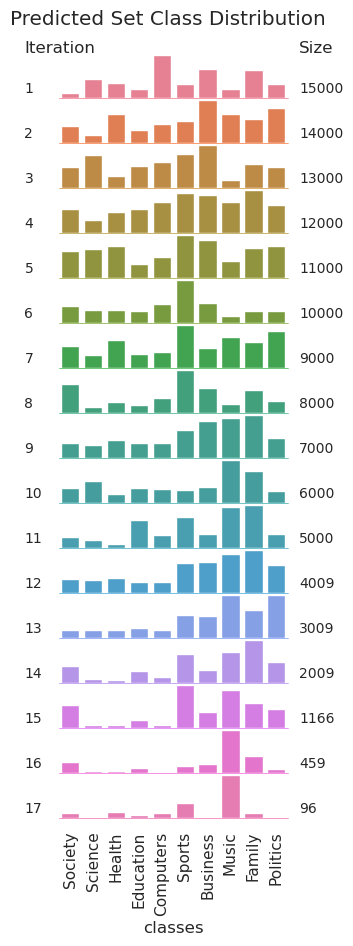 Predicted Set Class Distribution
Iteration Size
1 15000
2 14000
3 13000
4 12000
5 11000
6 10000
7 9000
8 8000
9 7000
10 6000
11 5000
12 4009
13 3009
14 2009
15 1166
16 459
17 96
Society
Science
Health
Education
Computers
Sports
Business
Music
Family
Politics
classes